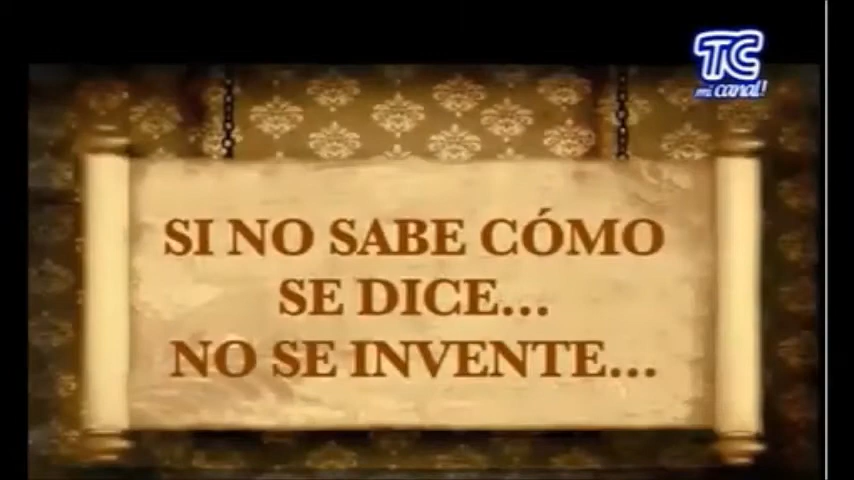 TC
mi canal!
SI NO SABE CÓMO
SE DICE...
NO SE INVENTE...